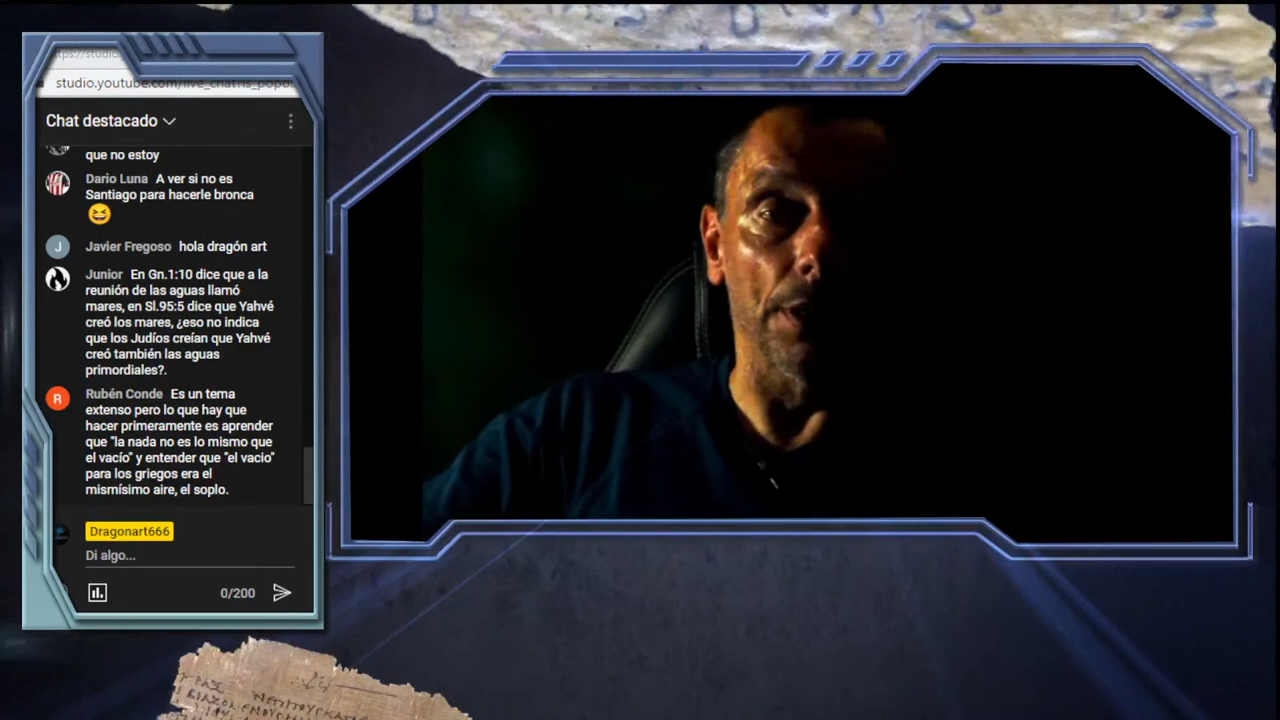 studio.youtube.com/live_chat?is_popo
Chat destacado
que no estoy
Dario Luna A ver si no es
Santiago para hacerle bronca
😆
J Javier Fregoso hola dragón art
Junior En Gn.1:10 dice que a la
reunión de las aguas llamó
mares, en Sl.95:5 dice que Yahvé
creó los mares, ¿eso no indica
que los Judíos creían que Yahvé
creó también las aguas
primordiales?.
R Rubén Conde Es un tema
extenso pero lo que hay que
hacer primeramente es aprender
que "la nada no es lo mismo que
el vacío" y entender que "el vacio"
para los griegos era el
mismísimo aire, el soplo.
Dragonart666
Di algo...
0/200